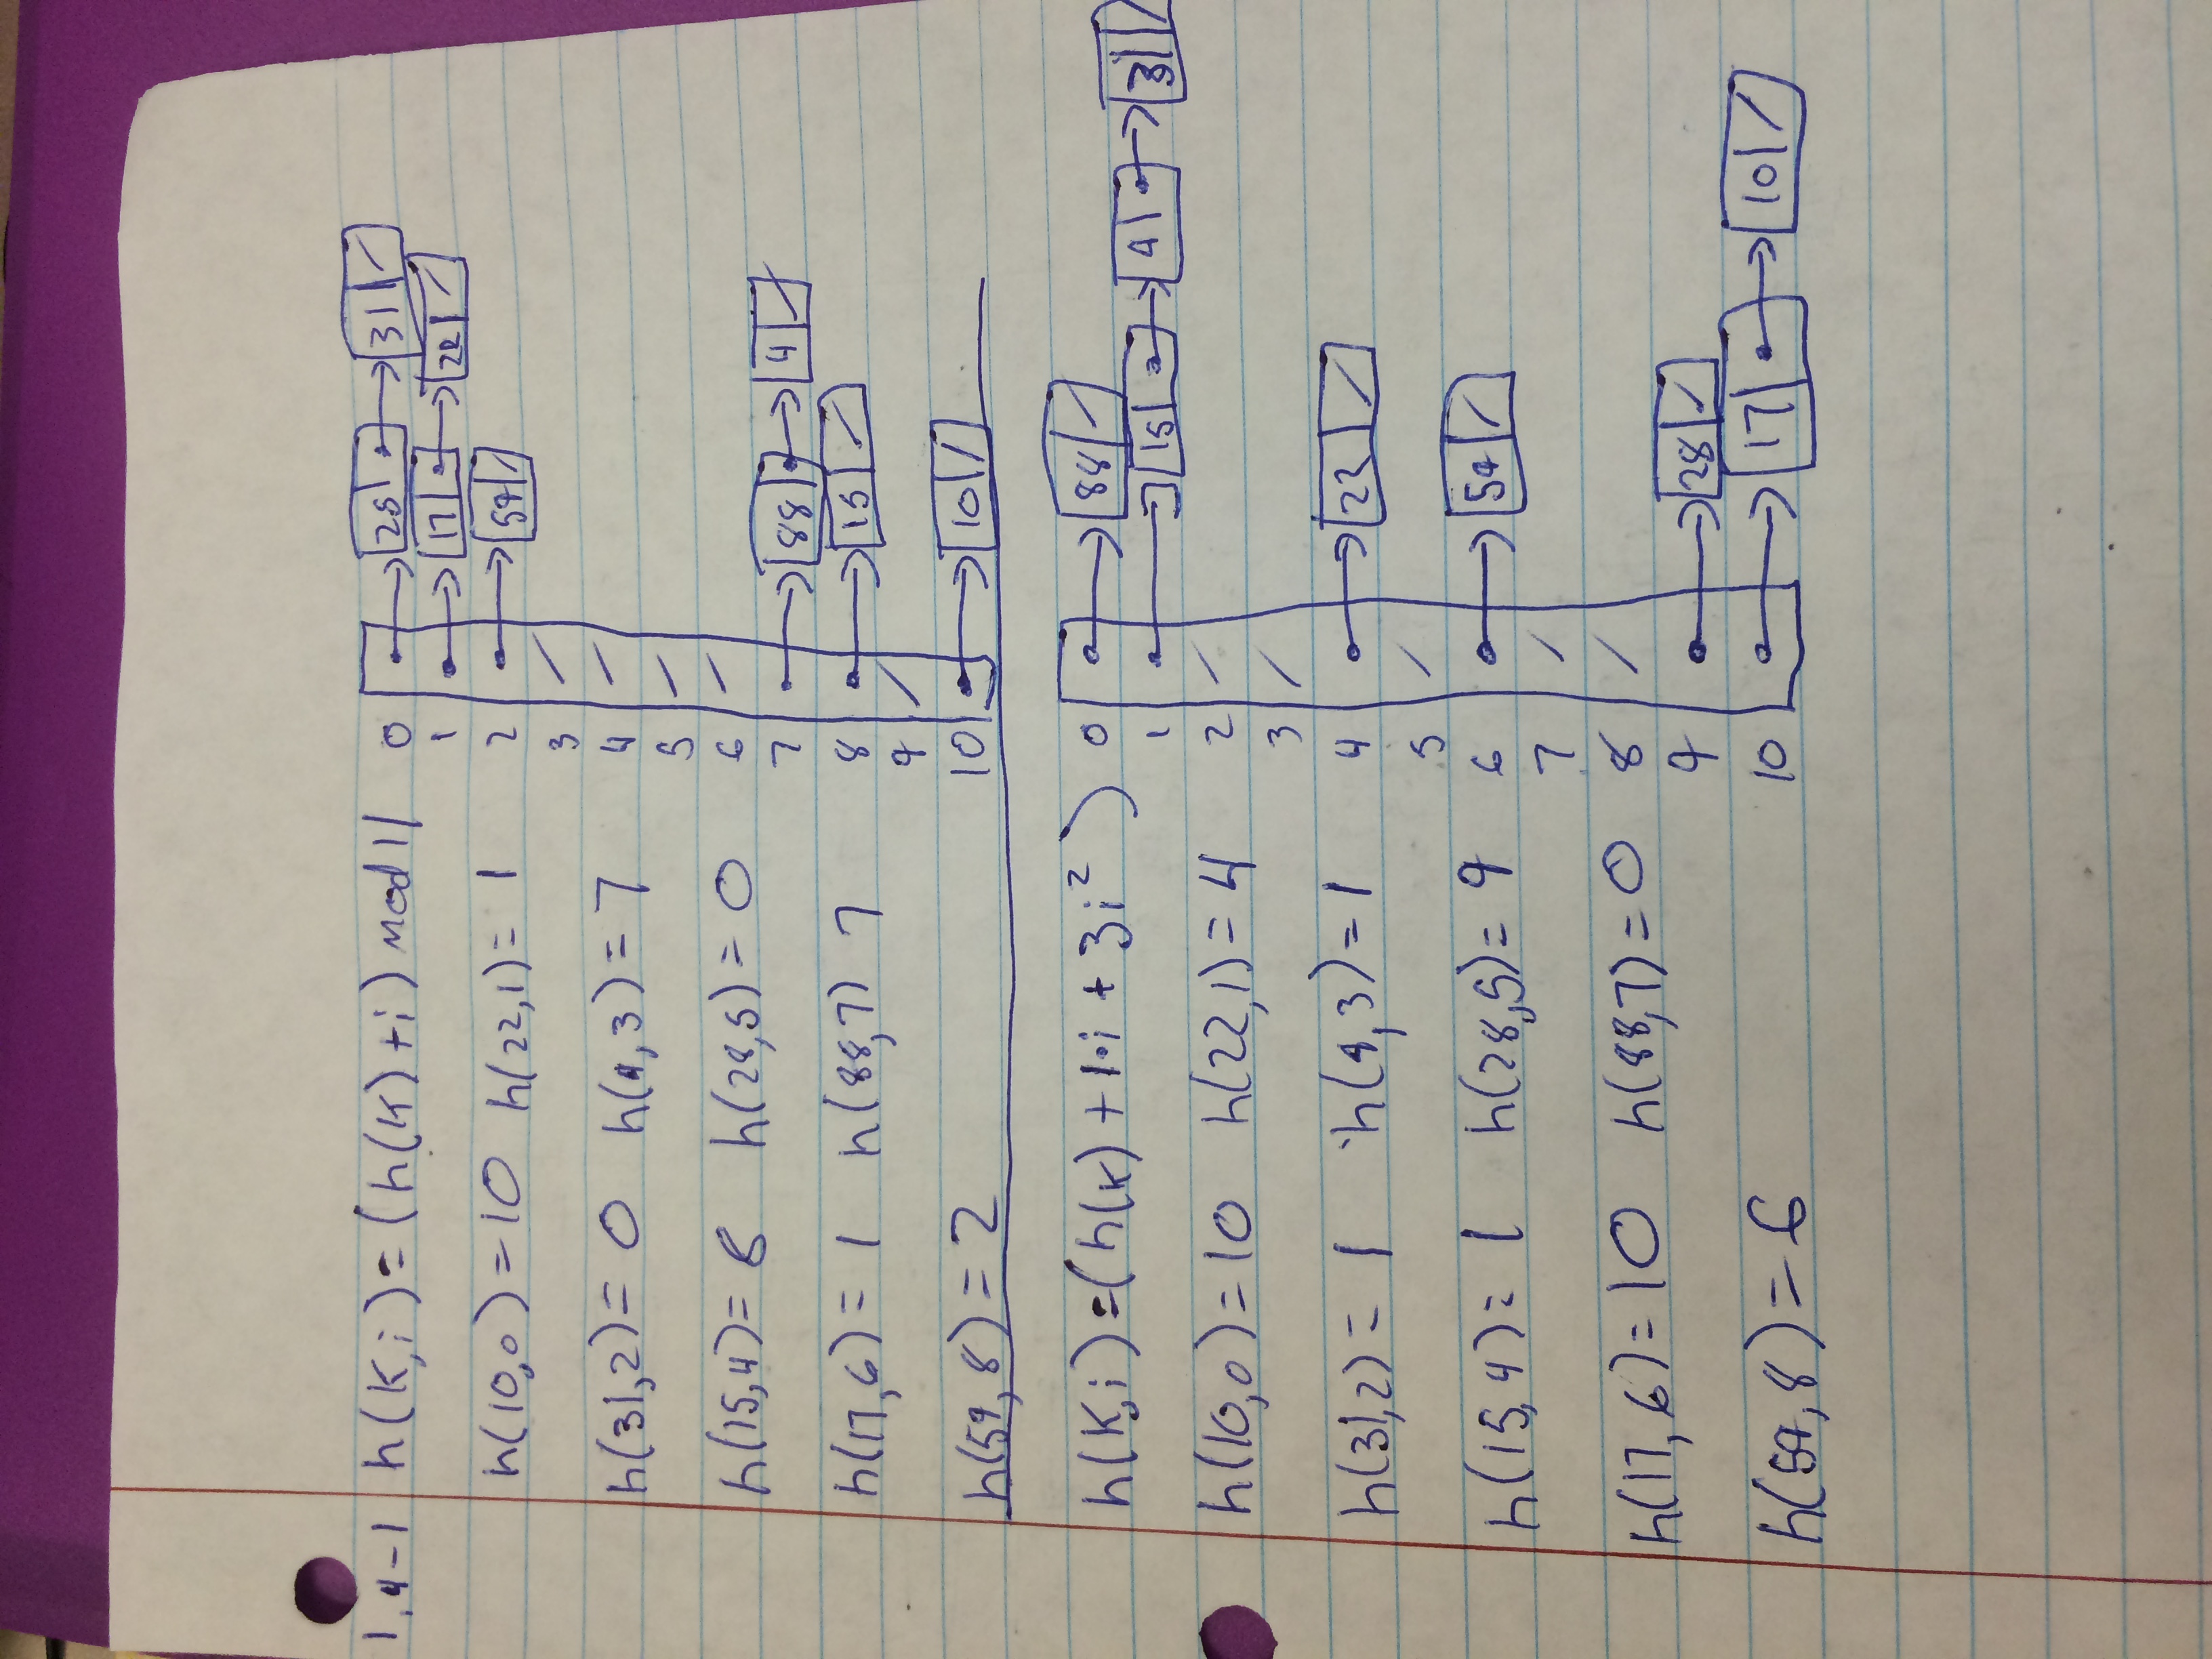 1.4-1 h(k,i)=(h(k)+i) mod 11
h(10,0)=10 h(22,1)=1
h(31,2)=0 h(4,3)=7
h(15,4)=8 h(28,5)=0
h(17,6)=1 h(88,7) 7
h(59,8)=2
0 28 31
1 17 22
2 59
3
4
5
6
7 88 4
8 15
9
10 10
h(k,i)=(h(k)+1·i+3i²)
h(10,0)=10 h(22,1)=4
h(31,2)=1 h(4,3)=1
h(15,4)=1 h(28,5)=9
h(17,6)=10 h(88,7)=0
h(59,8)=6
0 88
1 15 4 31
2
3
4 22
5
6 59
7
8
9 28
10 17 10